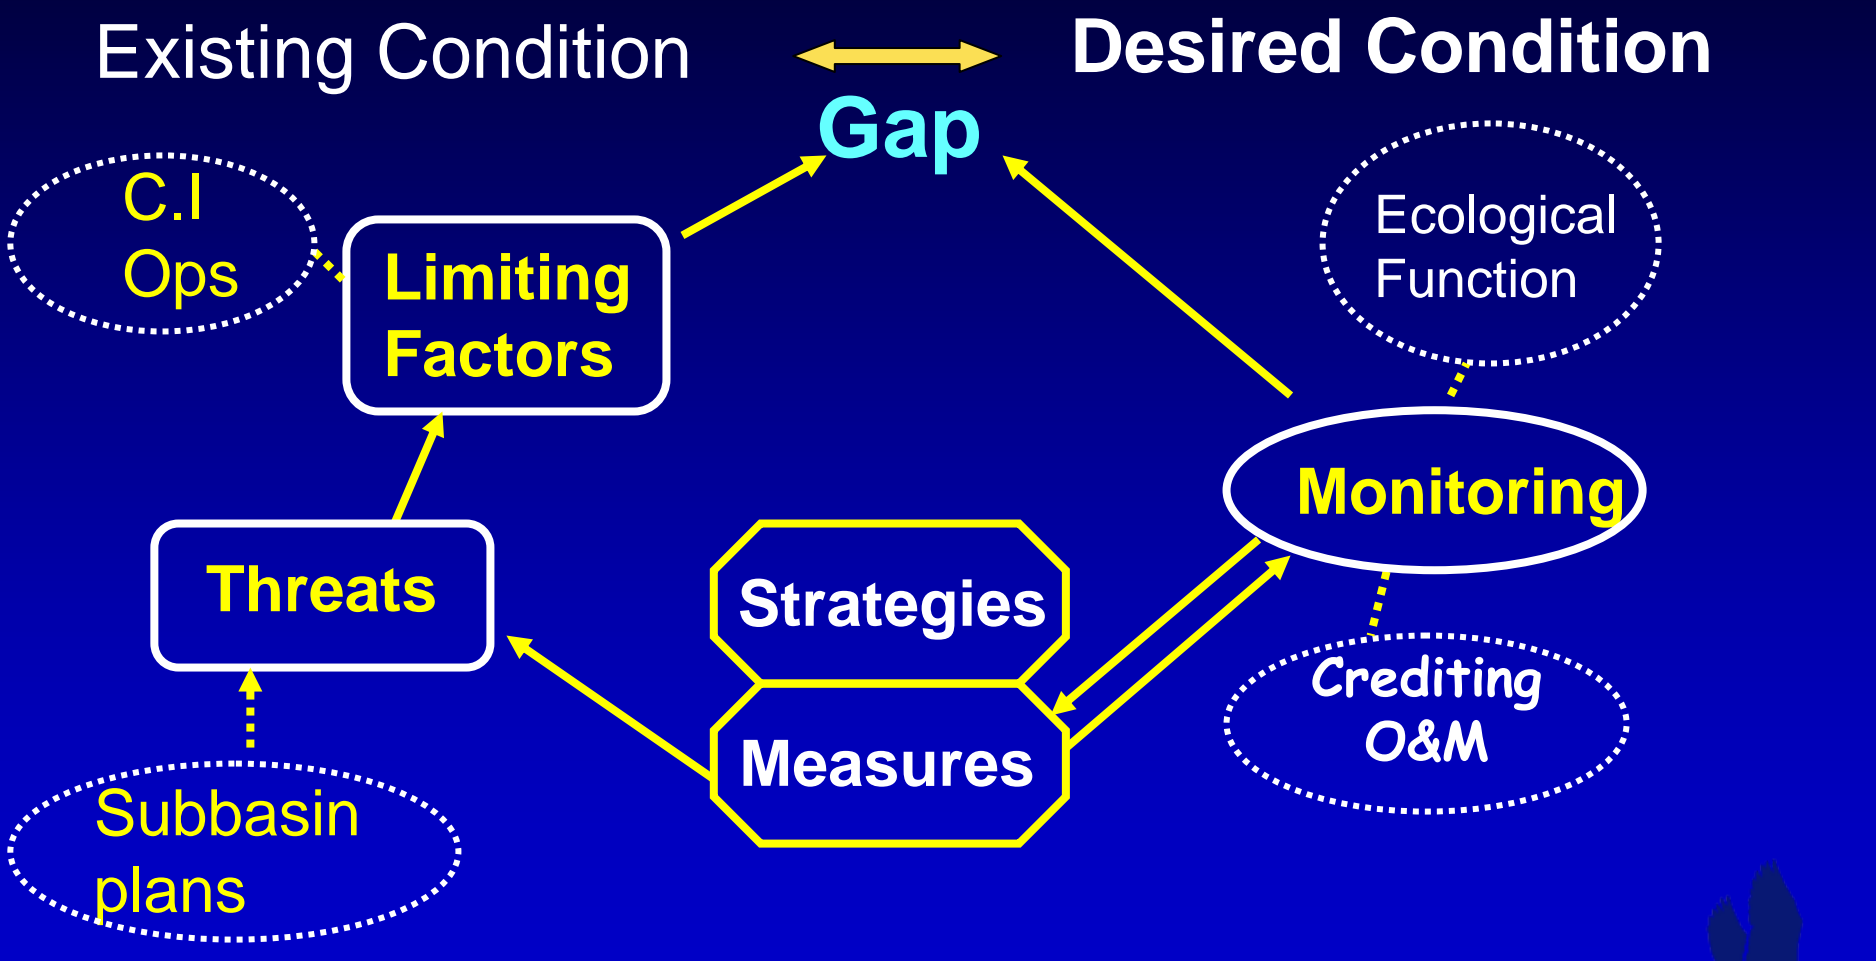 Existing Condition
Desired Condition
Gap
C.I
Ops
Limiting
Factors
Ecological
Function
Monitoring
Threats
Strategies
Measures
Crediting
O&M
Subbasin
plans